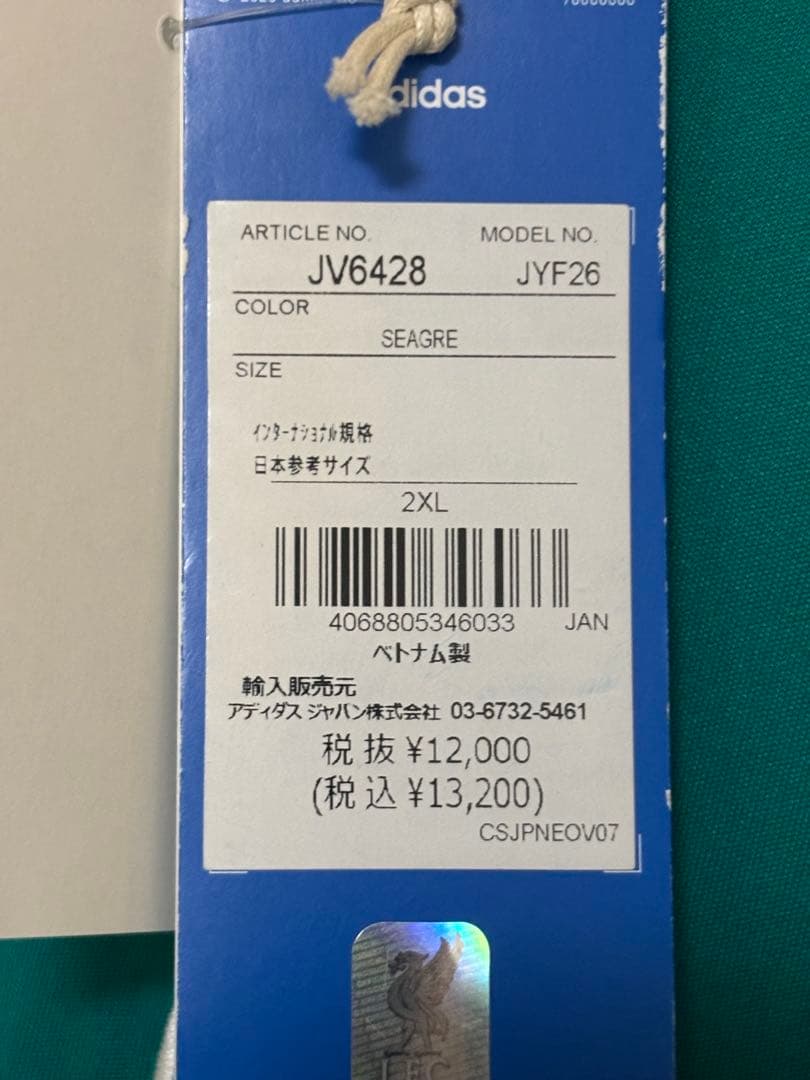 didas
ARTICLE NO. MODEL NO.
JV6428 JYF26
COLOR
SEAGRE
SIZE
インターナショナル規格
日本参考サイズ
2XL
4068805346033 JAN
ベトナム製
輸入販売元
アディダス ジャパン株式会社 03-6732-5461
税抜 ¥12,000
(税込 ¥13,200)
CSJPNEOV07
LFC